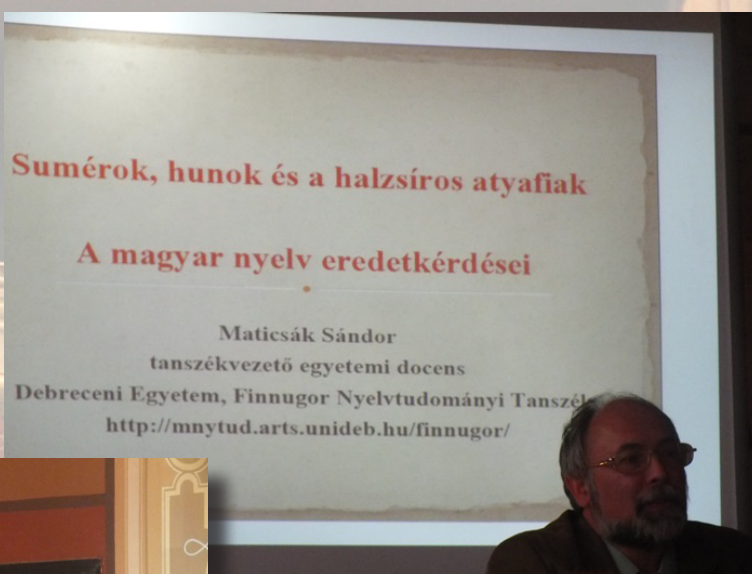 Sumérok, hunok és a halzsíros atyafiak
A magyar nyelv eredetkérdései
Maticsák Sándor
tanszékvezető egyetemi docens
Debreceni Egyetem, Finnugor Nyelvtudományi Tanszék
http://mnytud.arts.unideb.hu/finnugor/